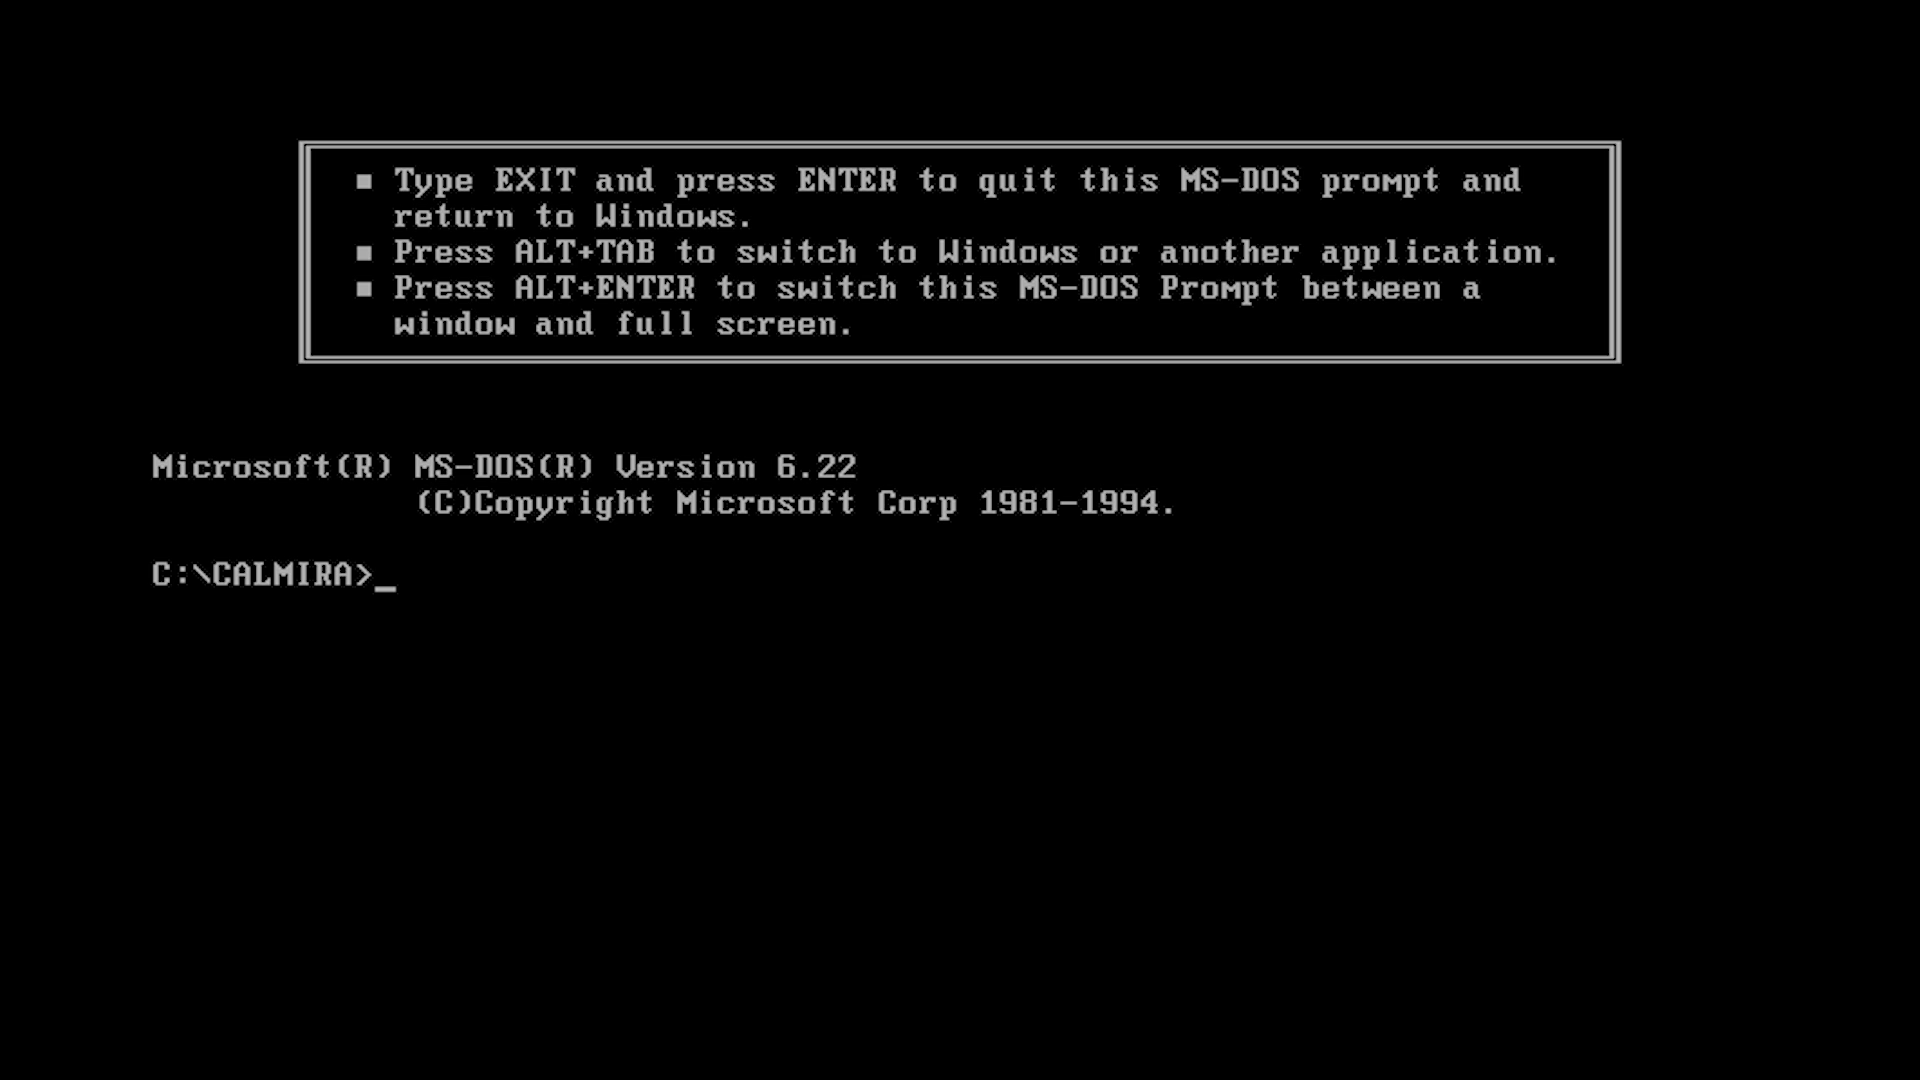 ■ Type EXIT and press ENTER to quit this MS-DOS prompt and
return to Windows.
■ Press ALT+TAB to switch to Windows or another application.
■ Press ALT+ENTER to switch this MS-DOS Prompt between a
window and full screen.
Microsoft(R) MS-DOS(R) Version 6.22
(C)Copyright Microsoft Corp 1981-1994.
C:\CALMIRA>_